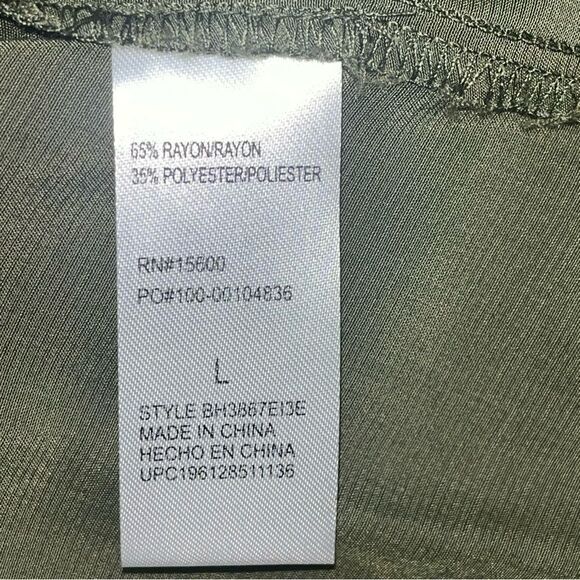 65% RAYON/RAYON
35% POLYESTER/POLIESTER
RN#15600
PO#100-00104836
L
STYLE BH3867EI3E
MADE IN CHINA
HECHO EN CHINA
UPC196128511136